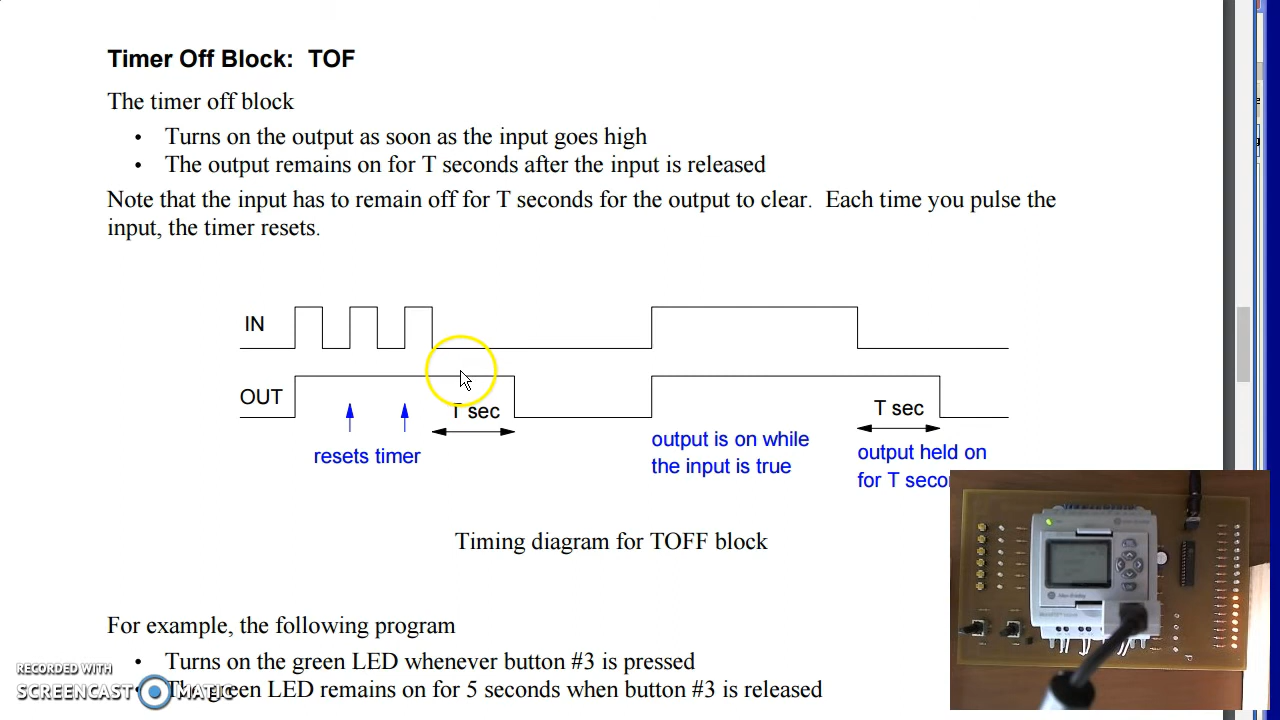 Timer Off Block: TOF
The timer off block
• Turns on the output as soon as the input goes high
• The output remains on for T seconds after the input is released
Note that the input has to remain off for T seconds for the output to clear. Each time you pulse the
input, the timer resets.
IN
OUT
T sec
T sec
resets timer
output is on while
the input is true
output held on
for T secon
Timing diagram for TOFF block
For example, the following program
• Turns on the green LED whenever button #3 is pressed
The green LED remains on for 5 seconds when button #3 is released
RECORDED WITH
SCREENCAST MATIC